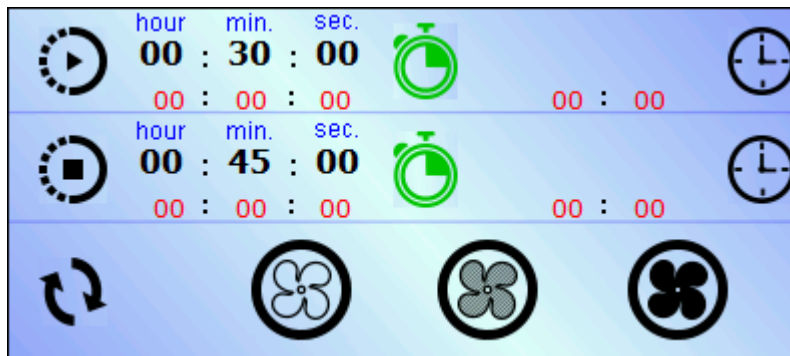 hour min. sec.
00 : 30 : 00
00 : 00 : 00 00 : 00
hour min. sec.
00 : 45 : 00
00 : 00 : 00 00 : 00